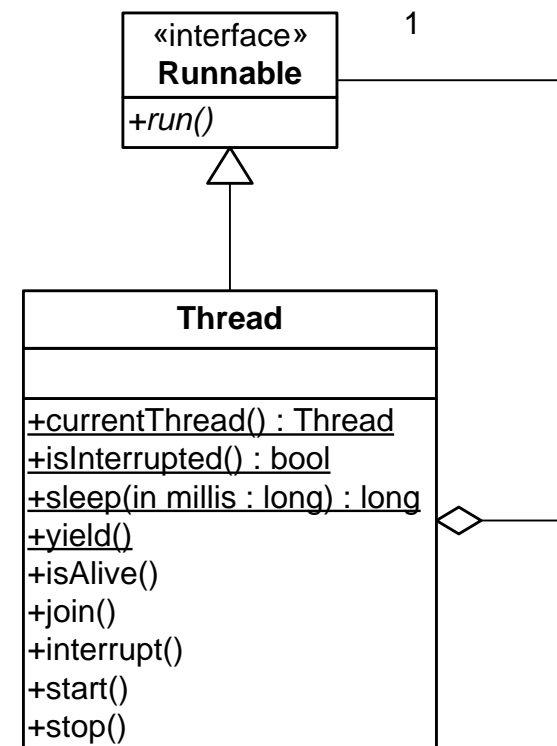 «interface»
1
Runnable
+run()
Thread
+currentThread() : Thread
+isInterrupted() : bool
+sleep(in millis : long) : long
+yield()
+isAlive()
+join()
+interrupt()
+start()
+stop()